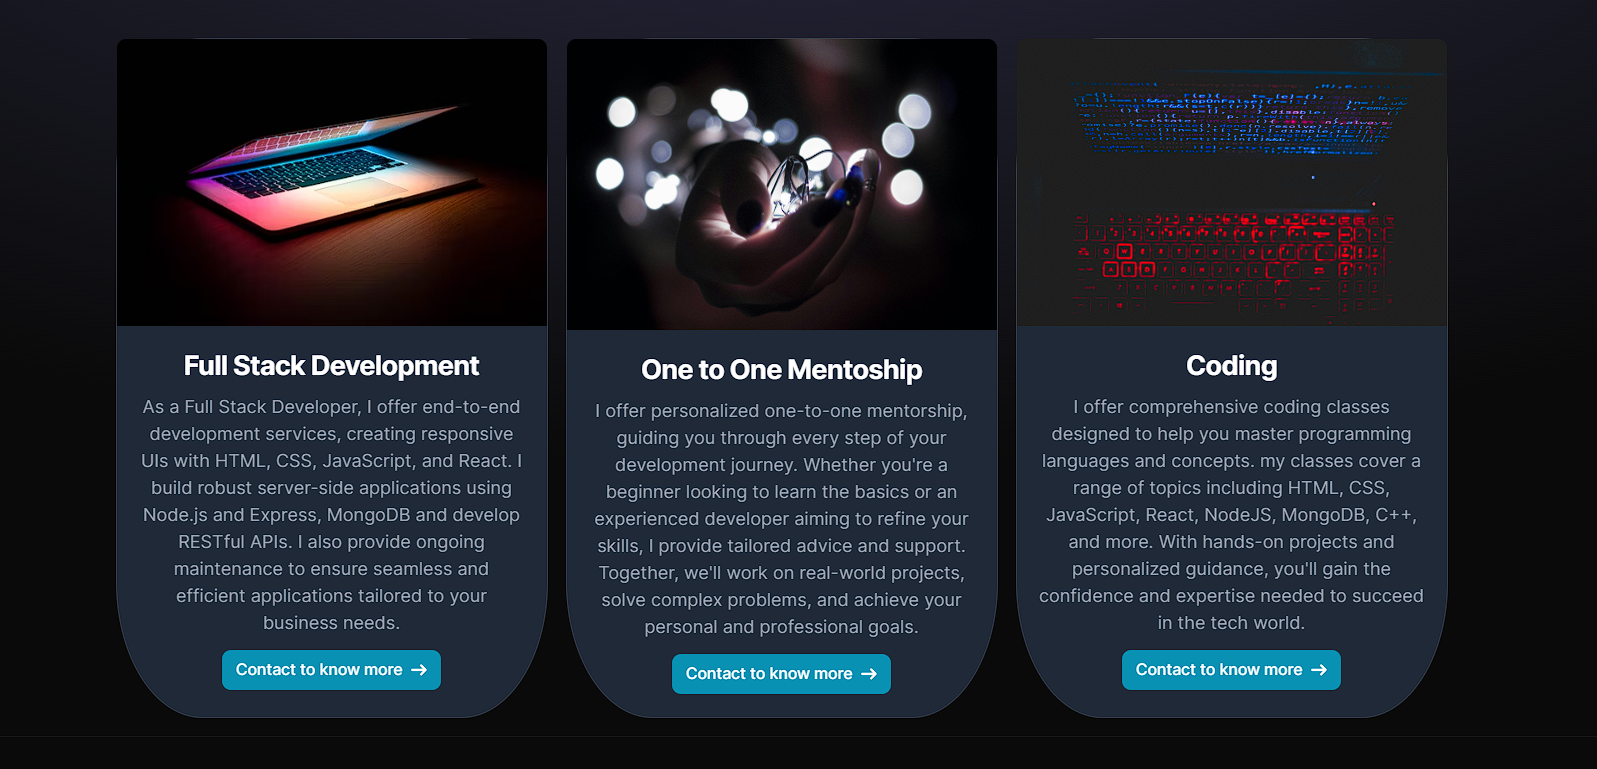 Full Stack Development
As a Full Stack Developer, I offer end-to-end
development services, creating responsive
UIs with HTML, CSS, JavaScript, and React. I
build robust server-side applications using
Node.js and Express, MongoDB and develop
RESTful APIs. I also provide ongoing
maintenance to ensure seamless and
efficient applications tailored to your
business needs.
Contact to know more →
One to One Mentoship
I offer personalized one-to-one mentorship,
guiding you through every step of your
development journey. Whether you're a
beginner looking to learn the basics or an
experienced developer aiming to refine your
skills, I provide tailored advice and support.
Together, we'll work on real-world projects,
solve complex problems, and achieve your
personal and professional goals.
Contact to know more →
Coding
I offer comprehensive coding classes
designed to help you master programming
languages and concepts. my classes cover a
range of topics including HTML, CSS,
JavaScript, React, NodeJS, MongoDB, C++,
and more. With hands-on projects and
personalized guidance, you'll gain the
confidence and expertise needed to succeed
in the tech world.
Contact to know more →